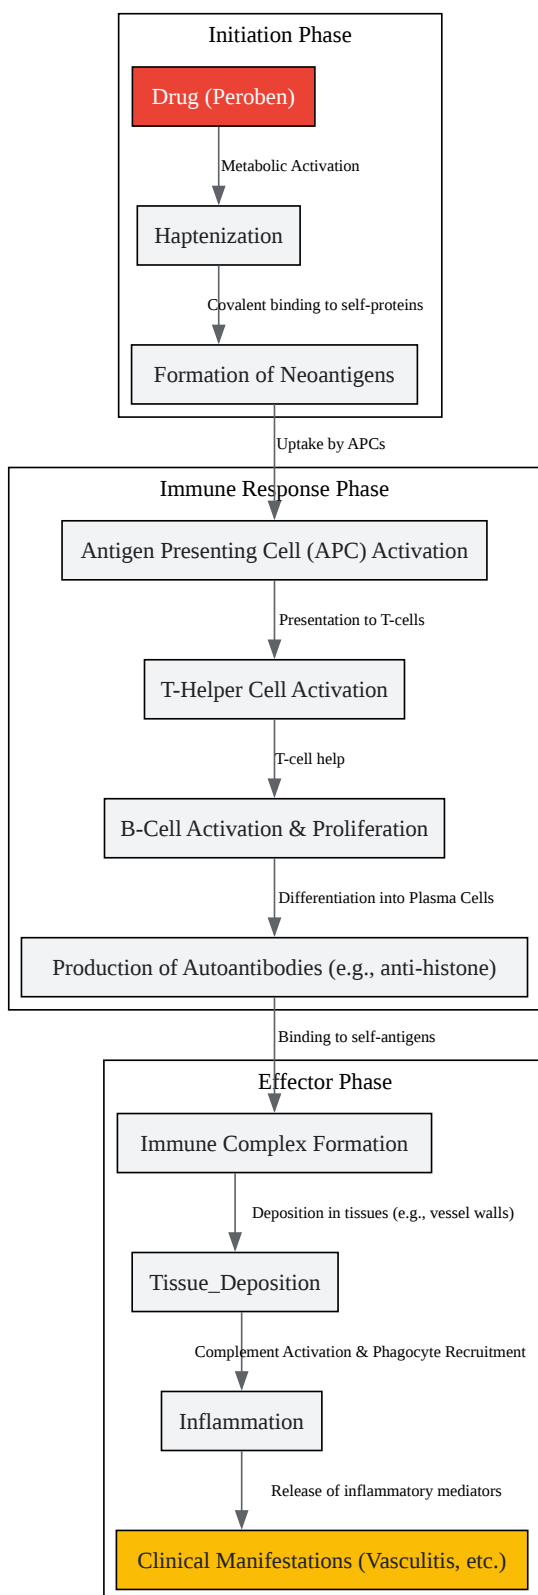 Initiation Phase
Drug (Peroben)
Metabolic Activation
Haptenization
Covalent binding to self-proteins
Formation of Neoantigens
Uptake by APCs
Immune Response Phase
Antigen Presenting Cell (APC) Activation
Presentation to T-cells
T-Helper Cell Activation
T-cell help
B-Cell Activation & Proliferation
Differentiation into Plasma Cells
Production of Autoantibodies (e.g., anti-histone)
Binding to self-antigens
Effector Phase
Immune Complex Formation
Deposition in tissues (e.g., vessel walls)
Tissue_Deposition
Complement Activation & Phagocyte Recruitment
Inflammation
Release of inflammatory mediators
Clinical Manifestations (Vasculitis, etc.)